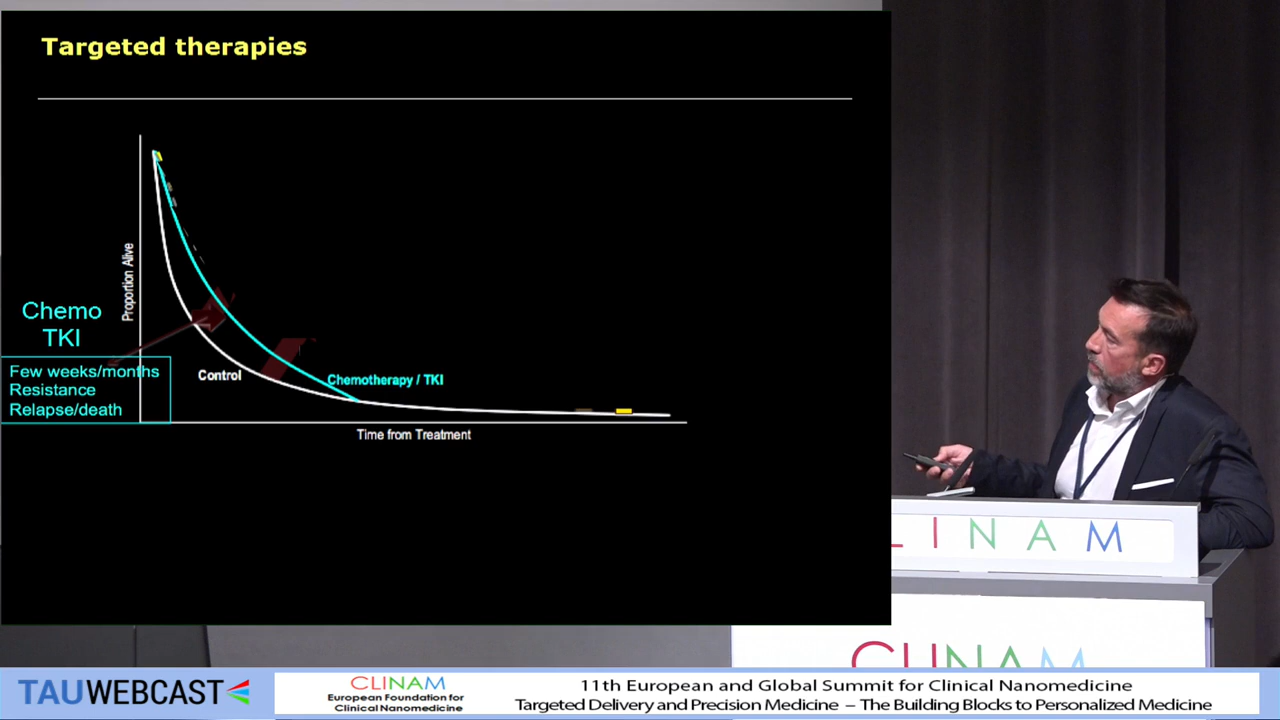 Targeted therapies
Proportion Alive
Chemo
TKI
Few weeks/months
Resistance
Relapse/death
Control
Chemotherapy / TKI
Time from Treatment
LINAM
CLINAM
TAUWEBCAST
CLINAM
European Foundation for
Clinical Nanomedicine
11th European and Global Summit for Clinical Nanomedicine
Targeted Delivery and Precision Medicine – The Building Blocks to Personalized Medicine